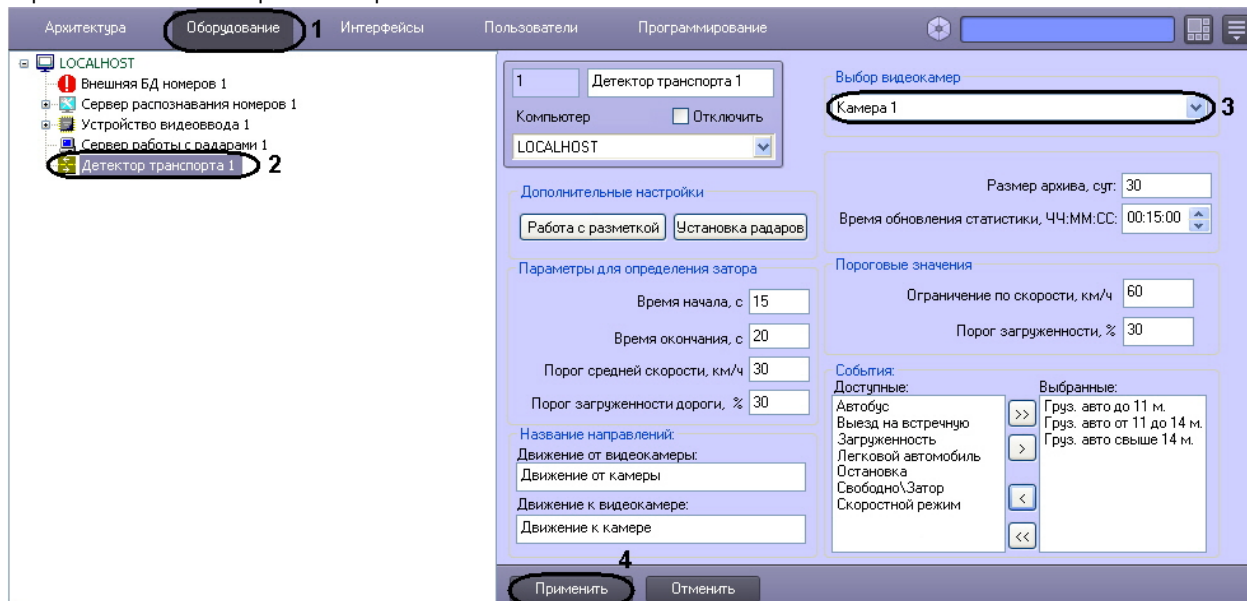 Архитектура Оборудование 1 Интерфейсы Пользователи Программирование
LOCALHOST
Внешняя БД номеров 1
Сервер распознавания номеров 1
Устройство видеоввода 1
Сервер работы с радарами 1
Детектор транспорта 1 2
1 Детектор транспорта 1
Компьютер Отключить
LOCALHOST
Дополнительные настройки
Работа с разметкой Установка радаров
Параметры для определения затора
Время начала, с 15
Время окончания, с 20
Порог средней скорости, км/ч 30
Порог загруженности дороги, % 30
Название направлений:
Движение от видеокамеры:
Движение от камеры
Движение к видеокамере:
Движение к камере
Выбор видеокамер
Камера 1 3
Размер архива, сут: 30
Время обновления статистики, ЧЧ:ММ:СС: 00:15:00
Пороговые значения
Ограничение по скорости, км/ч 60
Порог загруженности, % 30
События:
Доступные: Выбранные:
Автобус >> Груз. авто до 11 м.
Выезд на встречную Груз. авто от 11 до 14 м.
Загруженность > Груз. авто свыше 14 м.
Легковой автомобиль
Остановка
Свободно\Затор <
Скоростной режим
<<
4
Применить Отменить